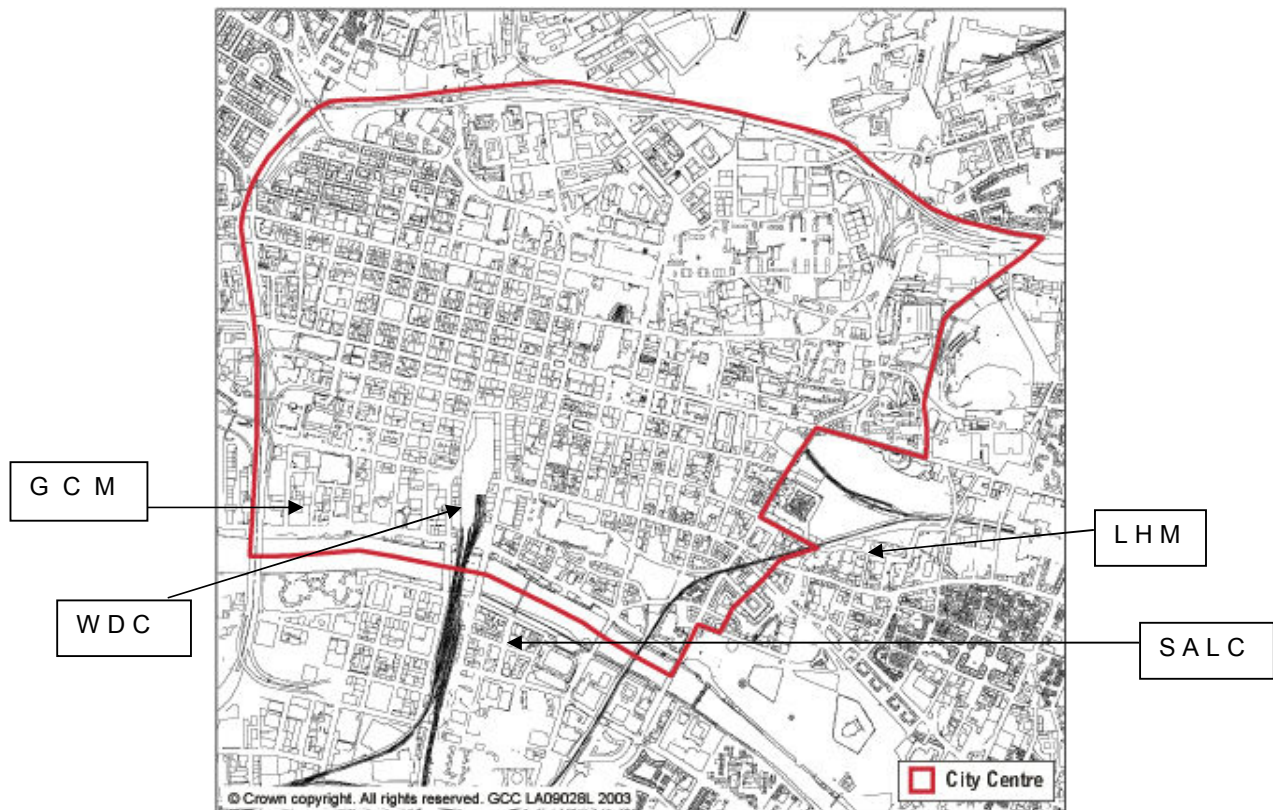 G C M
L H M
W D C
S A L C
City Centre
© Crown copyright. All rights reserved. GCC LA09028L 2003